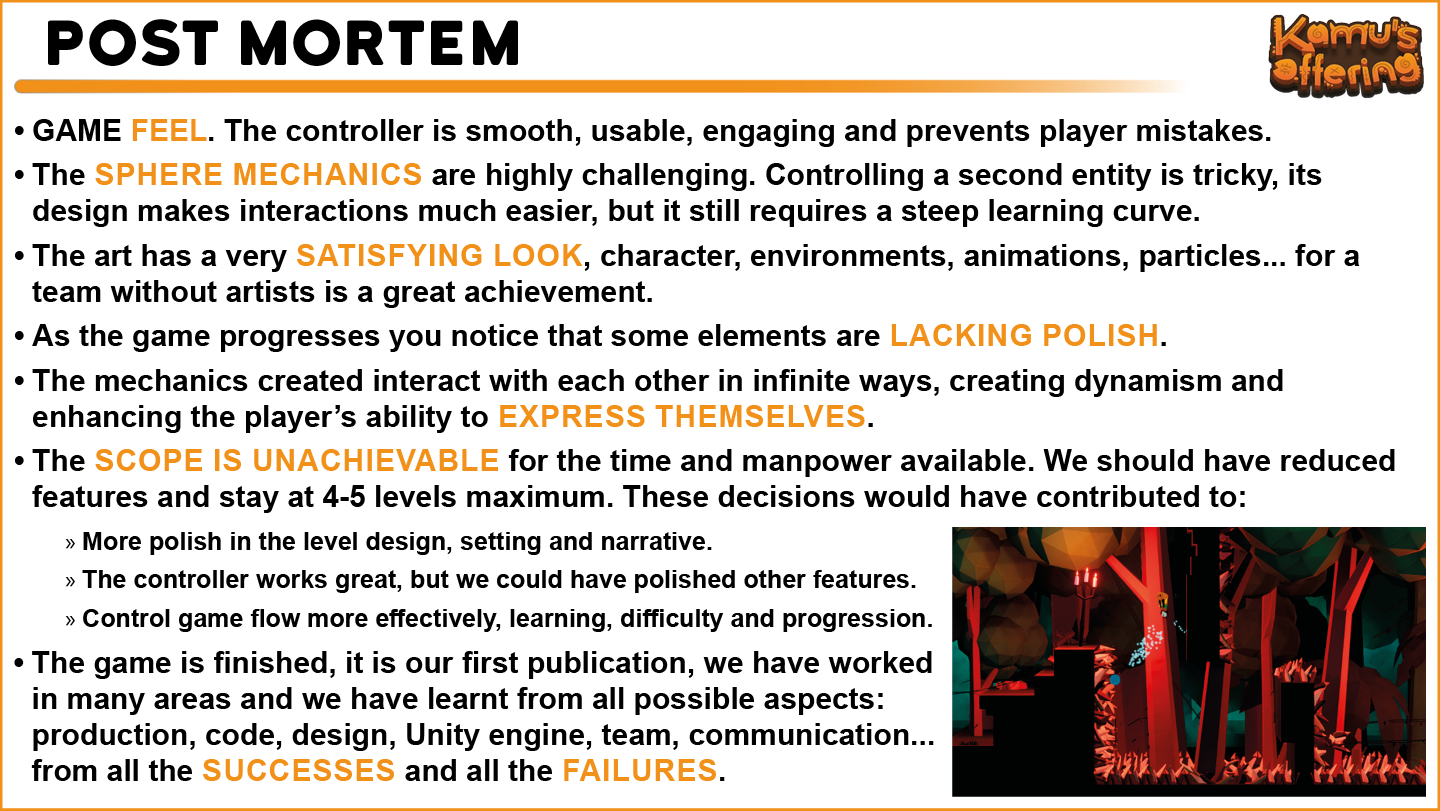 POST MORTEM
Kamu's
offering
• GAME FEEL. The controller is smooth, usable, engaging and prevents player mistakes.
• The SPHERE MECHANICS are highly challenging. Controlling a second entity is tricky, its
design makes interactions much easier, but it still requires a steep learning curve.
• The art has a very SATISFYING LOOK, character, environments, animations, particles... for a
team without artists is a great achievement.
• As the game progresses you notice that some elements are LACKING POLISH.
• The mechanics created interact with each other in infinite ways, creating dynamism and
enhancing the player’s ability to EXPRESS THEMSELVES.
• The SCOPE IS UNACHIEVABLE for the time and manpower available. We should have reduced
features and stay at 4-5 levels maximum. These decisions would have contributed to:
» More polish in the level design, setting and narrative.
» The controller works great, but we could have polished other features.
» Control game flow more effectively, learning, difficulty and progression.
• The game is finished, it is our first publication, we have worked
in many areas and we have learnt from all possible aspects:
production, code, design, Unity engine, team, communication...
from all the SUCCESSES and all the FAILURES.